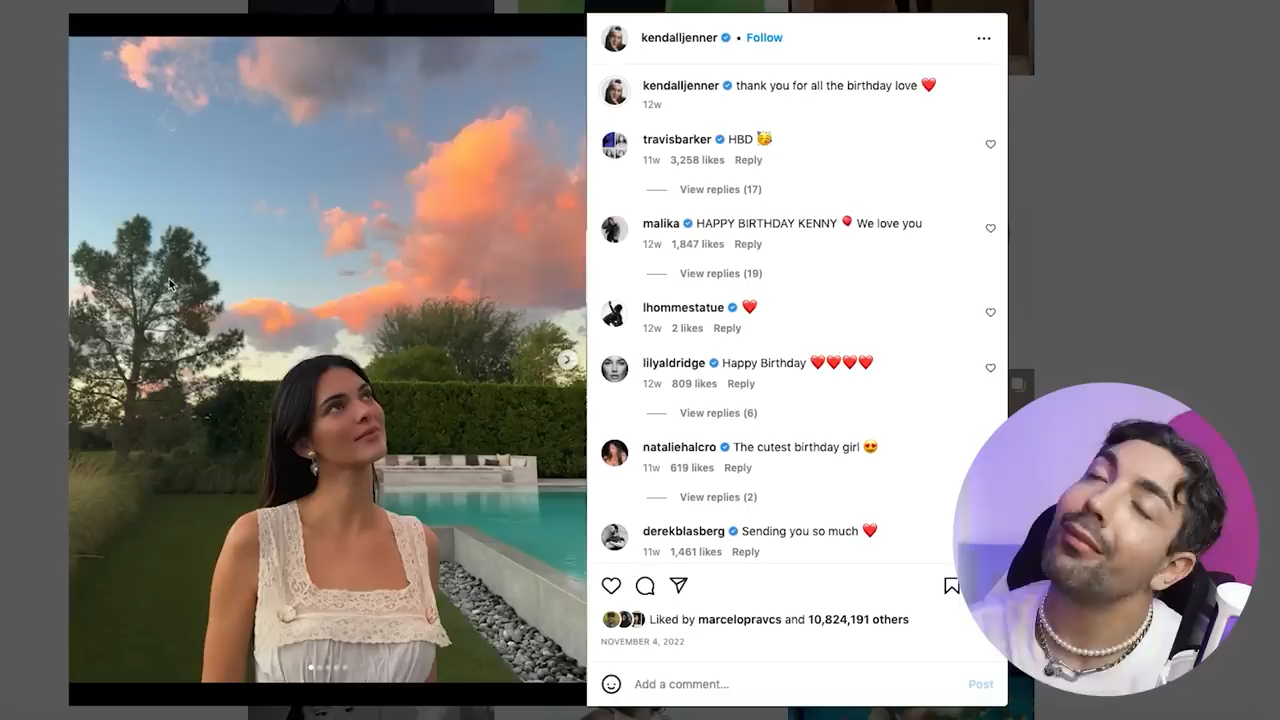 kendalljenner • Follow
kendalljenner thank you for all the birthday love ❤️
12w
travisbarker HBD 🥳
11w 3,258 likes Reply
View replies (17)
malika HAPPY BIRTHDAY KENNY 🎈 We love you
12w 1,847 likes Reply
View replies (19)
lhommestatue ❤️
12w 2 likes Reply
lilyaldridge Happy Birthday ❤️❤️❤️❤️
12w 809 likes Reply
View replies (6)
nataliehalcro The cutest birthday girl 😍
11w 619 likes Reply
View replies (2)
derekblasberg Sending you so much ❤️
11w 1,461 likes Reply
Liked by marcelopravcs and 10,824,191 others
NOVEMBER 4, 2022
Add a comment...
Post